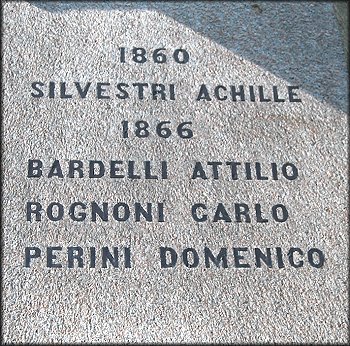 1860
SILVESTRI ACHILLE
1866
BARDELLI ATTILIO
ROGNONI CARLO
PERINI DOMENICO